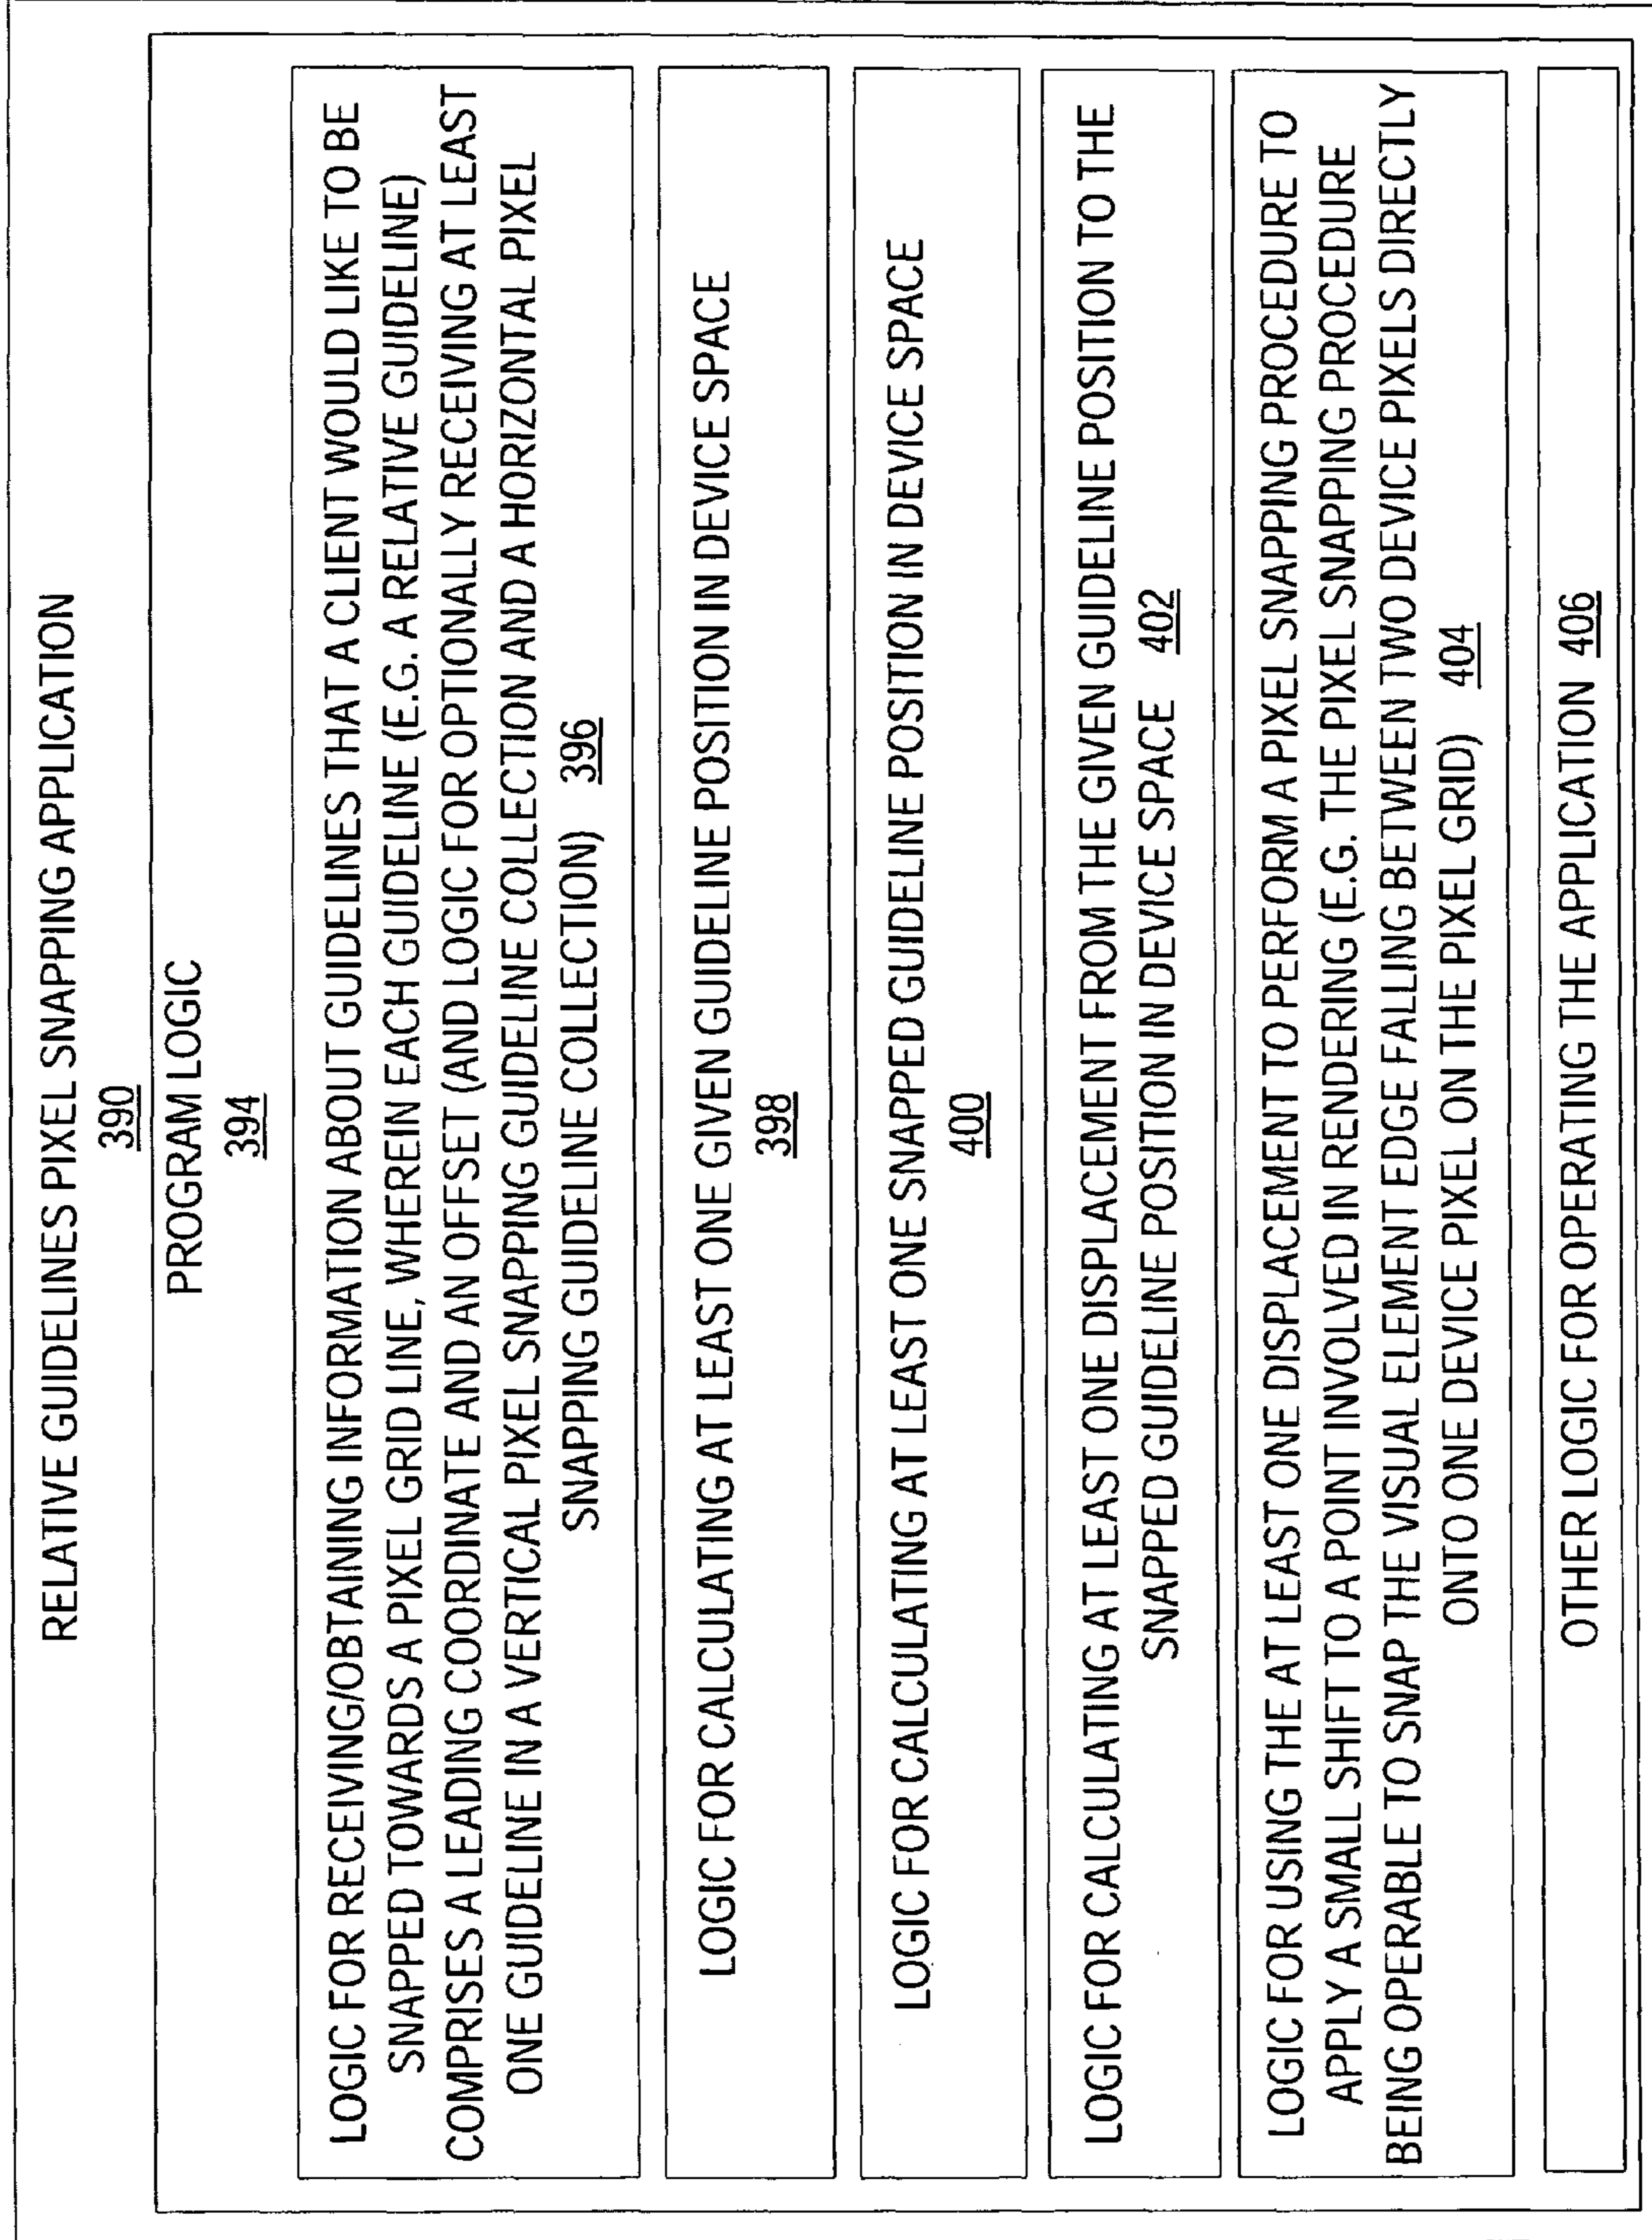 RELATIVE GUIDELINES PIXEL SNAPPING APPLICATION
390
PROGRAM LOGIC
394
LOGIC FOR RECEIVING/OBTAINING INFORMATION ABOUT GUIDELINES THAT A CLIENT WOULD LIKE TO BE
SNAPPED TOWARDS A PIXEL GRID LINE, WHEREIN EACH GUIDELINE (E.G. A RELATIVE GUIDELINE)
COMPRISES A LEADING COORDINATE AND AN OFFSET (AND LOGIC FOR OPTIONALLY RECEIVING AT LEAST
ONE GUIDELINE IN A VERTICAL PIXEL SNAPPING GUIDELINE COLLECTION AND A HORIZONTAL PIXEL
SNAPPING GUIDELINE COLLECTION) 396
LOGIC FOR CALCULATING AT LEAST ONE GIVEN GUIDELINE POSITION IN DEVICE SPACE
398
LOGIC FOR CALCULATING AT LEAST ONE SNAPPED GUIDELINE POSITION IN DEVICE SPACE
400
LOGIC FOR CALCULATING AT LEAST ONE DISPLACEMENT FROM THE GIVEN GUIDELINE POSITION TO THE
SNAPPED GUIDELINE POSITION IN DEVICE SPACE 402
LOGIC FOR USING THE AT LEAST ONE DISPLACEMENT TO PERFORM A PIXEL SNAPPING PROCEDURE TO
APPLY A SMALL SHIFT TO A POINT INVOLVED IN RENDERING (E.G. THE PIXEL SNAPPING PROCEDURE
BEING OPERABLE TO SNAP THE VISUAL ELEMENT EDGE FALLING BETWEEN TWO DEVICE PIXELS DIRECTLY
ONTO ONE DEVICE PIXEL ON THE PIXEL GRID) 404
OTHER LOGIC FOR OPERATING THE APPLICATION 406